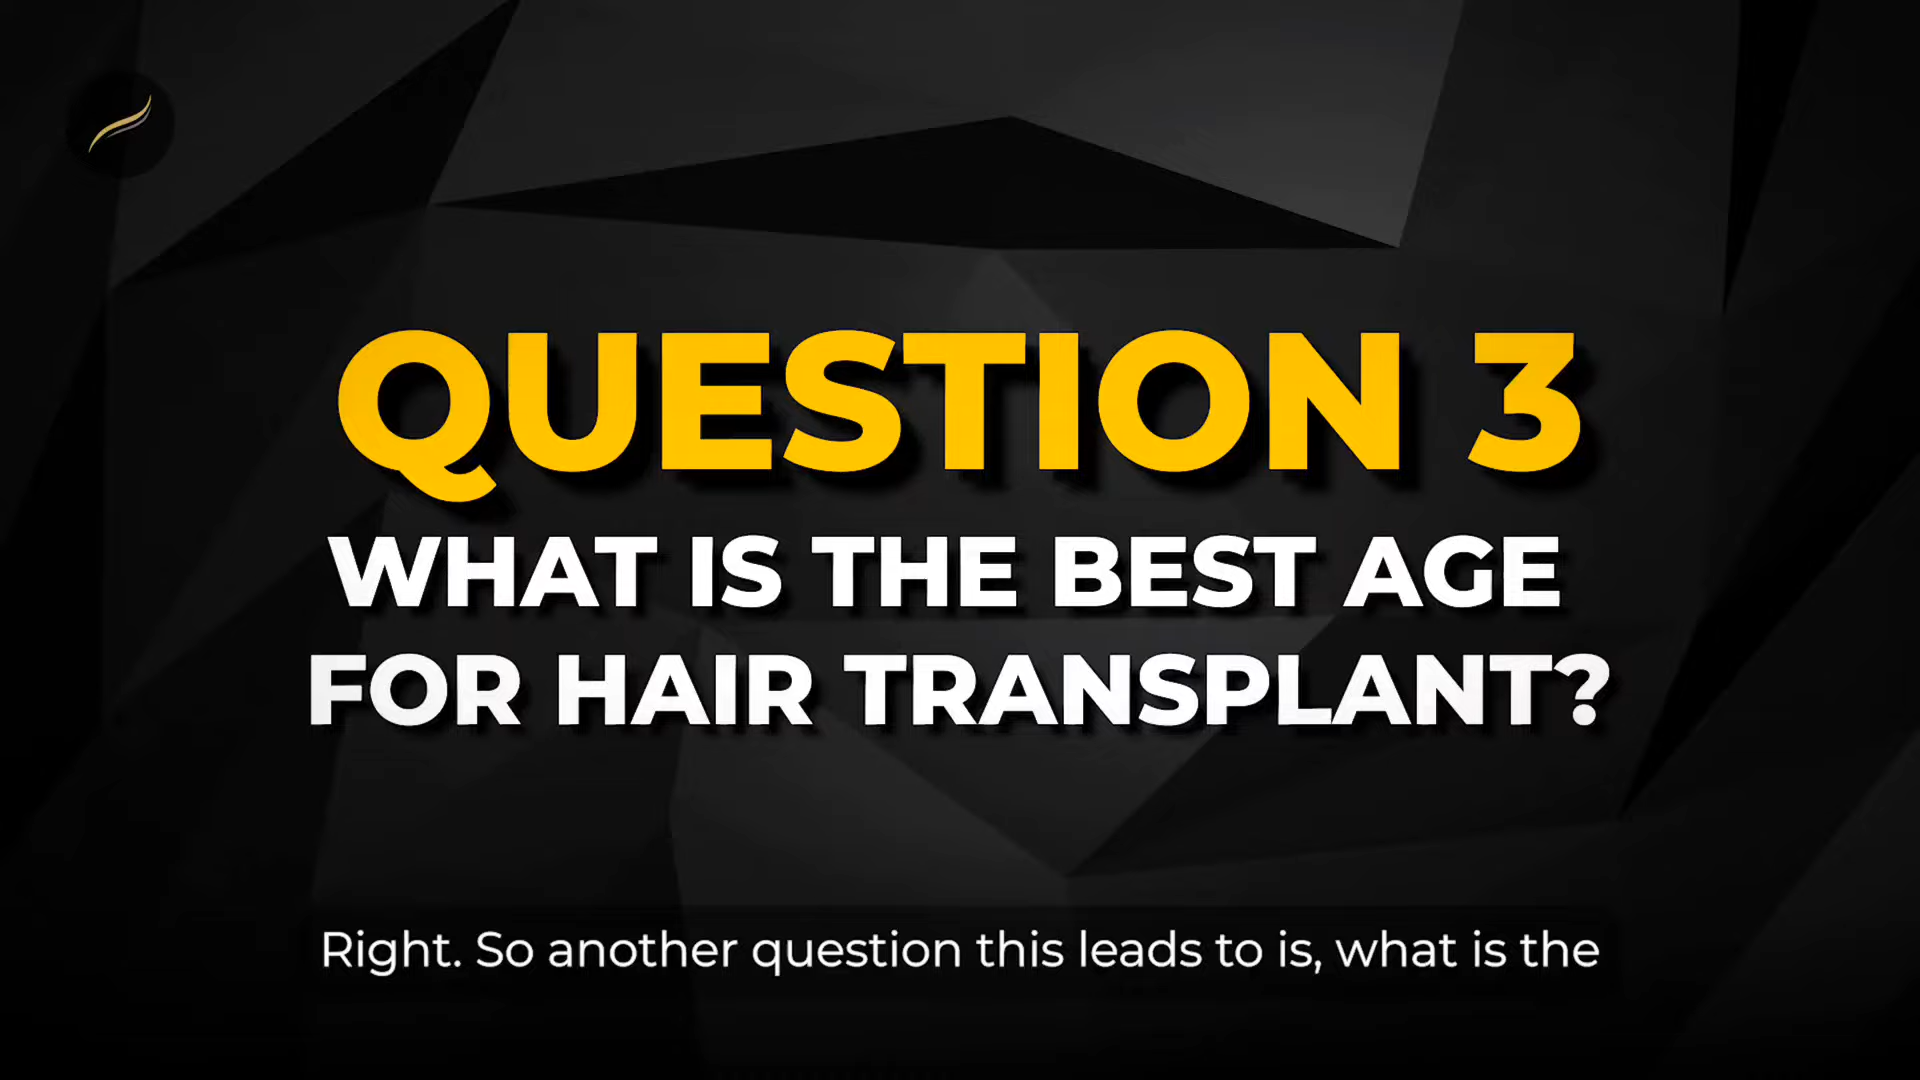 QUESTION 3
WHAT IS THE BEST AGE
FOR HAIR TRANSPLANT?
Right. So another question this leads to is, what is the